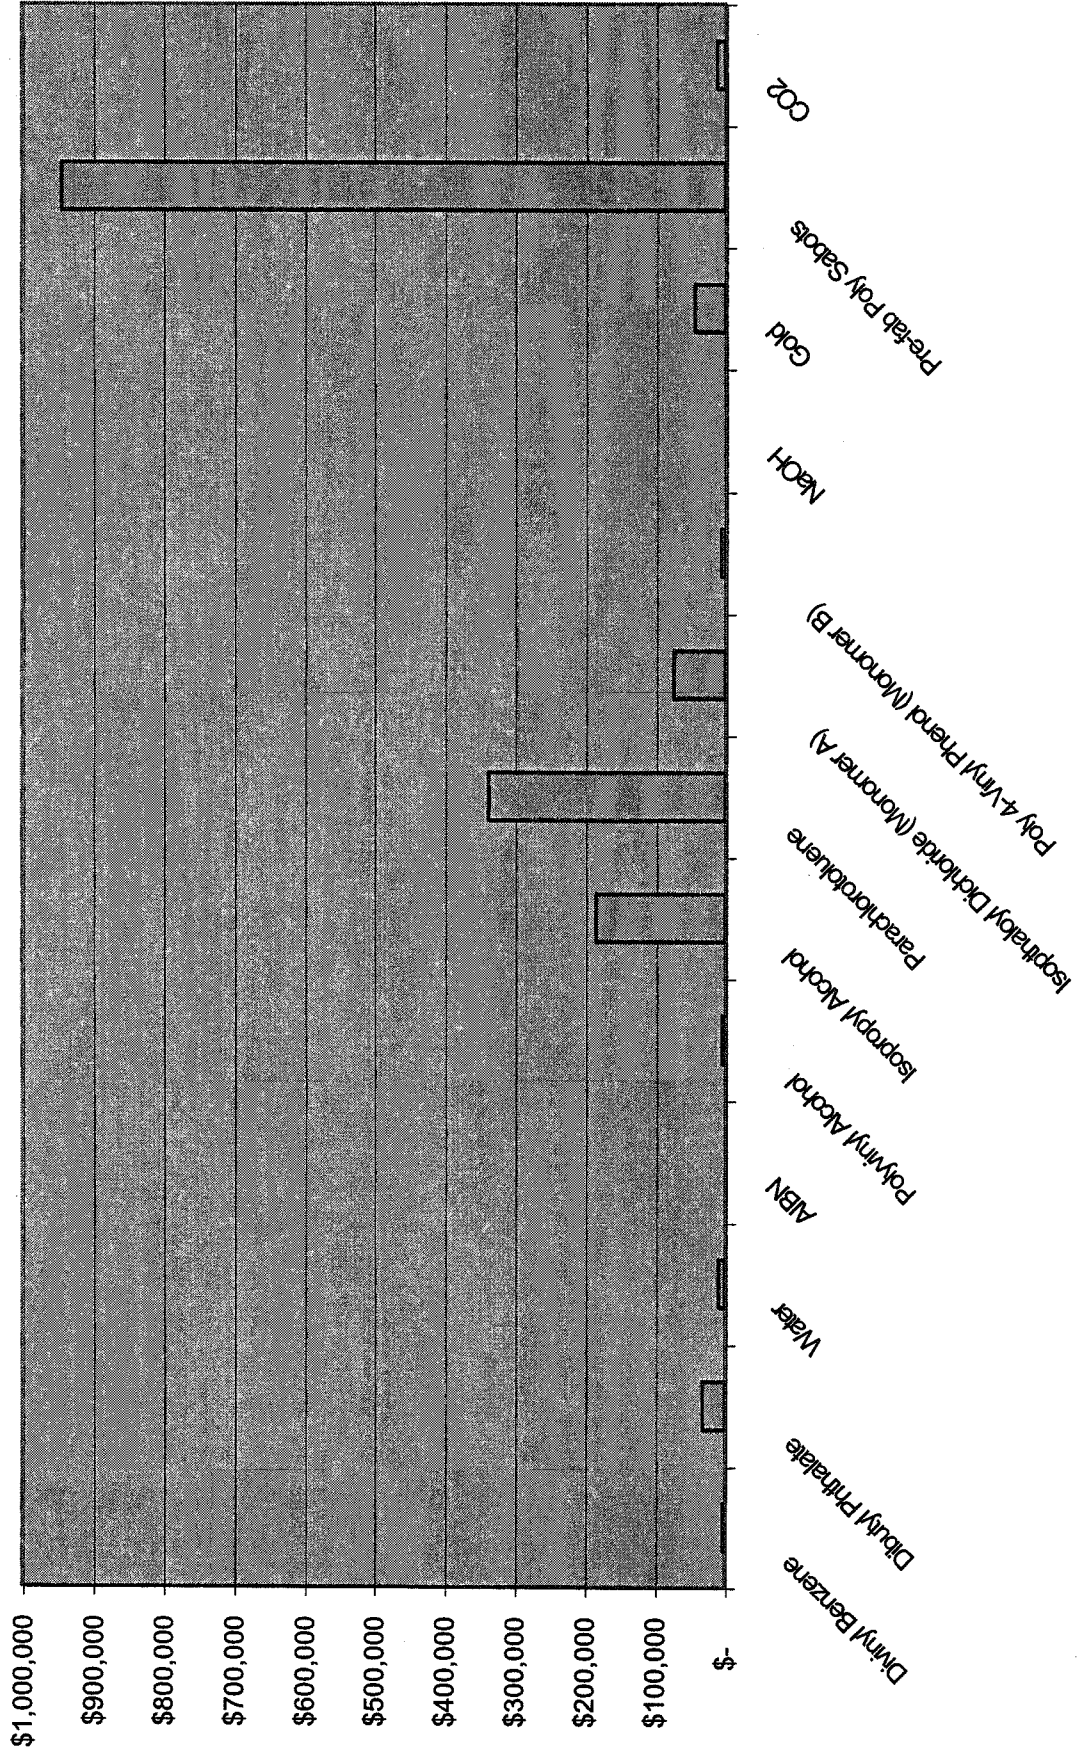 $1,000,000
$900,000
$800,000
$700,000
$600,000
$500,000
$400,000
$300,000
$200,000
$100,000
$-
Divinyl Benzene
Dibutyl Phthalate
Water
AIBN
Polyvinyl Alcohol
Isopropyl Alcohol
Parachlorotoluene
Isopthaloyl Dichloride (Monomer A)
Poly 4-Vinyl Phenol (Monomer B)
NaOH
Gold
Pre-fab Poly Sabots
CO2